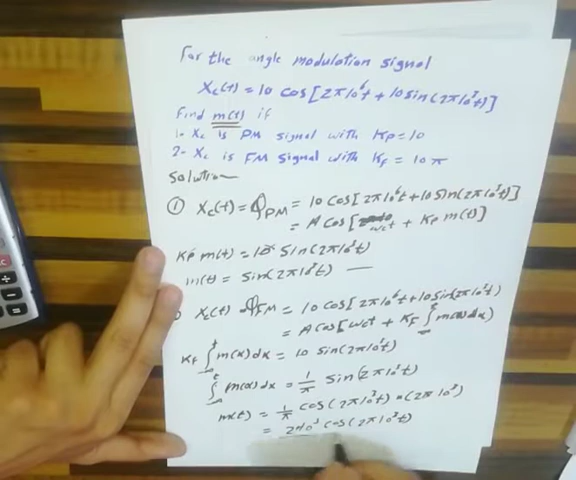 For the angle modulation signal
Xc(t) = 10 cos[2π10⁶t + 10 sin(2π10³t)]
Find m(t) if
1- Xc is PM signal with Kp = 10
2- Xc is FM signal with Kf = 10π
Solution
① Xc(t) = φPM = 10 cos[2π10⁶t + 10 sin(2π10³t)]
= A cos[wct + Kp m(t)]
Kp m(t) = 10 sin(2π10³t)
m(t) = sin(2π10³t)
Xc(t) = φFM = 10 cos[2π10⁶t + 10 sin(2π10³t)
= A cos[wct + Kf ∫ m(α)dα)
Kf ∫ m(α)dα = 10 sin(2π10³t)
∫ m(α)dα = 1/π sin(2π10³t)
m(t) = 1/π cos(2π10³t) * (2π10³)
= 2*10³ cos(2π10³t)